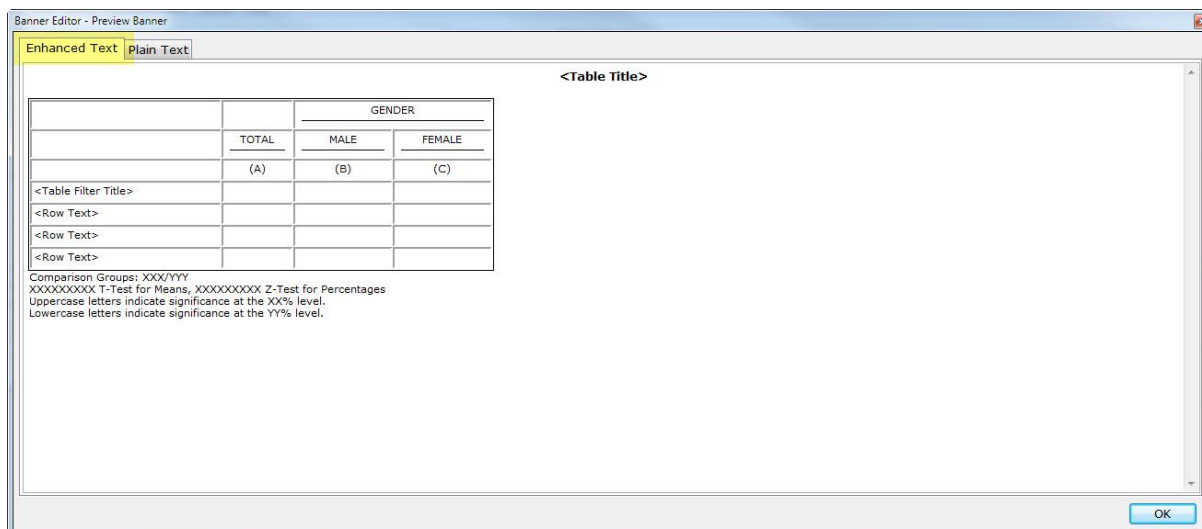 Banner Editor - Preview Banner
Enhanced Text Plain Text
<Table Title>
GENDER
TOTAL MALE FEMALE
(A) (B) (C)
<Table Filter Title>
<Row Text>
<Row Text>
<Row Text>
Comparison Groups: XXX/YYY
XXXXXXXXX T-Test for Means, XXXXXXXXX Z-Test for Percentages
Uppercase letters indicate significance at the XX% level.
Lowercase letters indicate significance at the YY% level.
OK